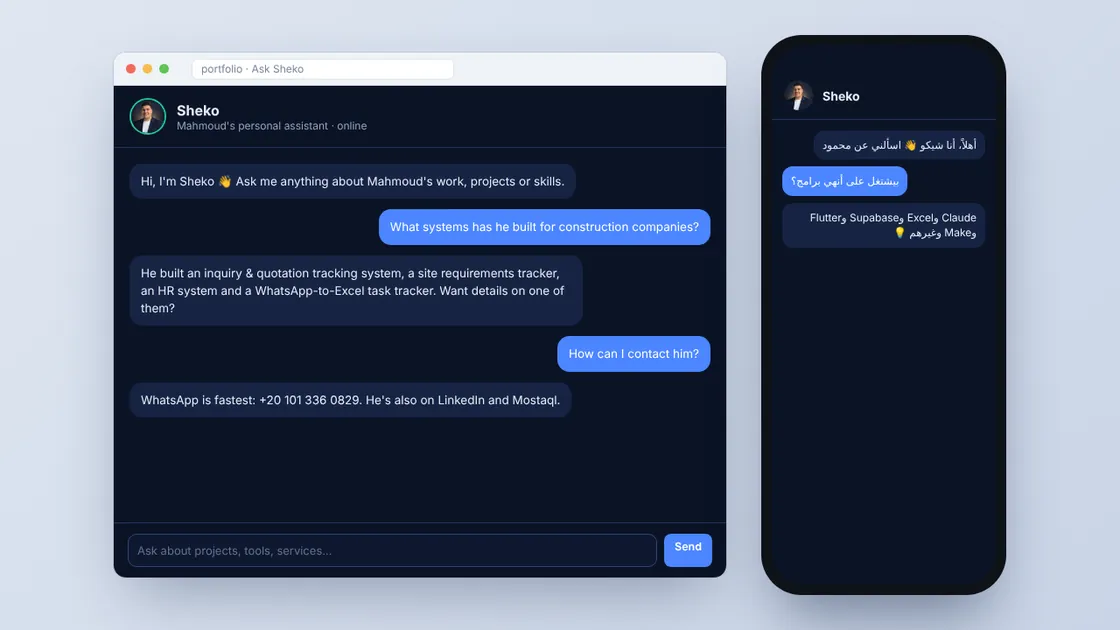 portfolio · Ask Sheko
Sheko
Mahmoud's personal assistant · online
Hi, I'm Sheko 👋 Ask me anything about Mahmoud's work, projects or skills.
What systems has he built for construction companies?
He built an inquiry & quotation tracking system, a site requirements tracker,
an HR system and a WhatsApp-to-Excel task tracker. Want details on one of
them?
How can I contact him?
WhatsApp is fastest: +20 101 336 0829. He's also on LinkedIn and Mostaql.
Ask about projects, tools, services...
Send
Sheko
أهلاً، أنا شيكو 👋 اسألني عن محمود
بيشتغل على أنهي برامج؟
Claude وExcel وSupabase وFlutter
وMake وغيرهم 💡